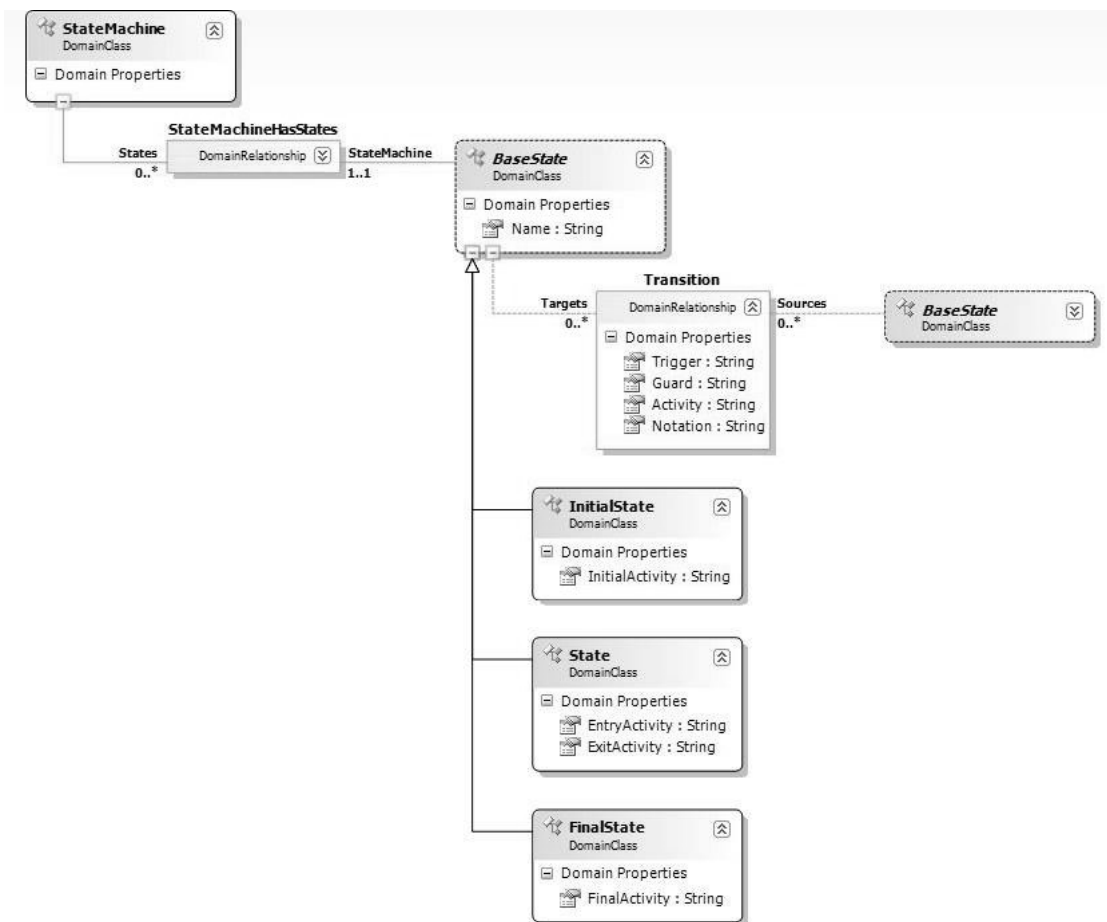 StateMachine
DomainClass
Domain Properties
StateMachineHasStates
States
DomainRelationship
StateMachine
0..*
1..1
BaseState
DomainClass
Domain Properties
Name : String
Transition
Targets
DomainRelationship
Sources
0..*
0..*
Domain Properties
Trigger : String
Guard : String
Activity : String
Notation : String
BaseState
DomainClass
InitialState
DomainClass
Domain Properties
InitialActivity : String
State
DomainClass
Domain Properties
EntryActivity : String
ExitActivity : String
FinalState
DomainClass
Domain Properties
FinalActivity : String